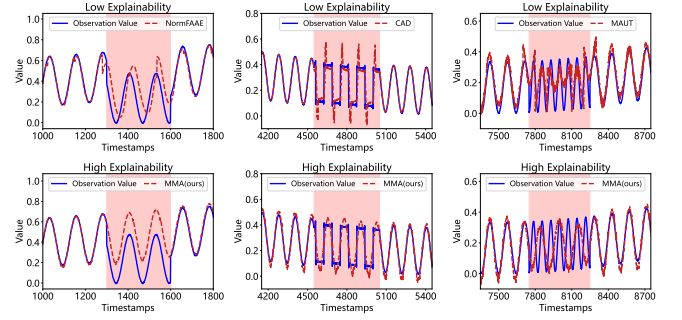 Low Explainability
Observation Value
NormFAAE
Value
1.0
0.8
0.6
0.4
0.2
0.0
1000
1200
1400
1600
1800
Timestamps
Low Explainability
Observation Value
CAD
Value
0.8
0.6
0.4
0.2
0.0
4200
4500
4800
5100
5400
Timestamps
Low Explainability
Observation Value
MAUT
Value
0.6
0.4
0.2
0.0
7500
7800
8100
8400
8700
Timestamps
High Explainability
Observation Value
MMA(ours)
Value
1.0
0.8
0.6
0.4
0.2
0.0
1000
1200
1400
1600
1800
Timestamps
High Explainability
Observation Value
MMA(ours)
Value
0.8
0.6
0.4
0.2
0.0
4200
4500
4800
5100
5400
Timestamps
High Explainability
Observation Value
MMA(ours)
Value
0.6
0.4
0.2
0.0
7500
7800
8100
8400
8700
Timestamps